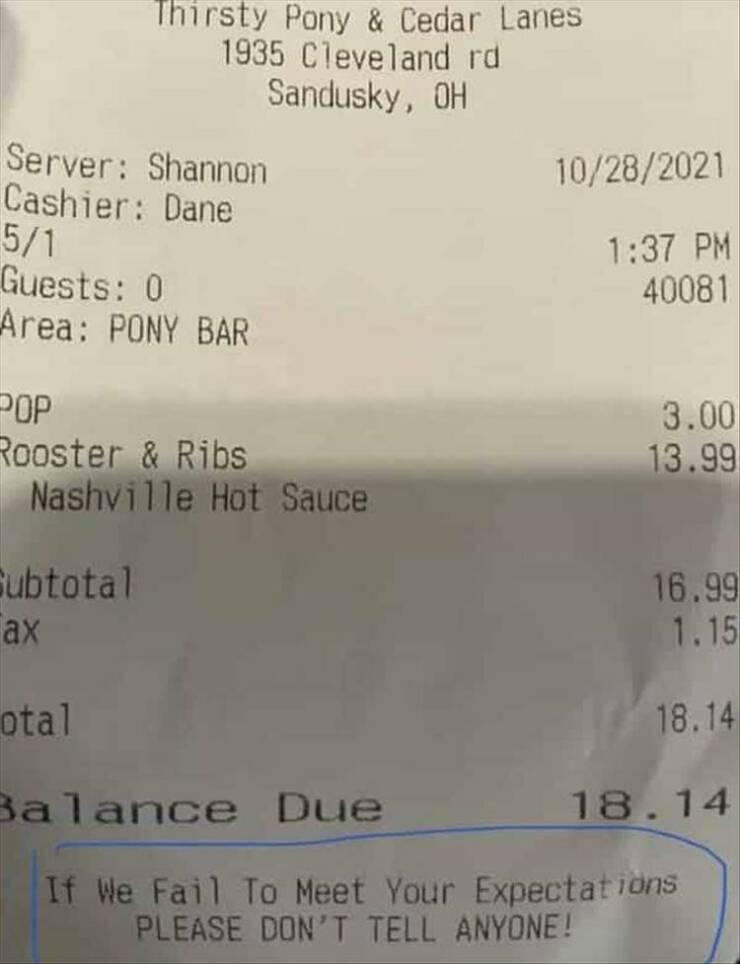 Thirsty Pony & Cedar Lanes
1935 Cleveland rd
Sandusky, OH
Server: Shannon 10/28/2021
Cashier: Dane
5/1 1:37 PM
Guests: 0 40081
Area: PONY BAR
POP 3.00
Rooster & Ribs 13.99
Nashville Hot Sauce
Subtotal 16.99
ax 1.15
otal 18.14
Balance Due 18.14
If We Fail To Meet Your Expectations
PLEASE DON'T TELL ANYONE!